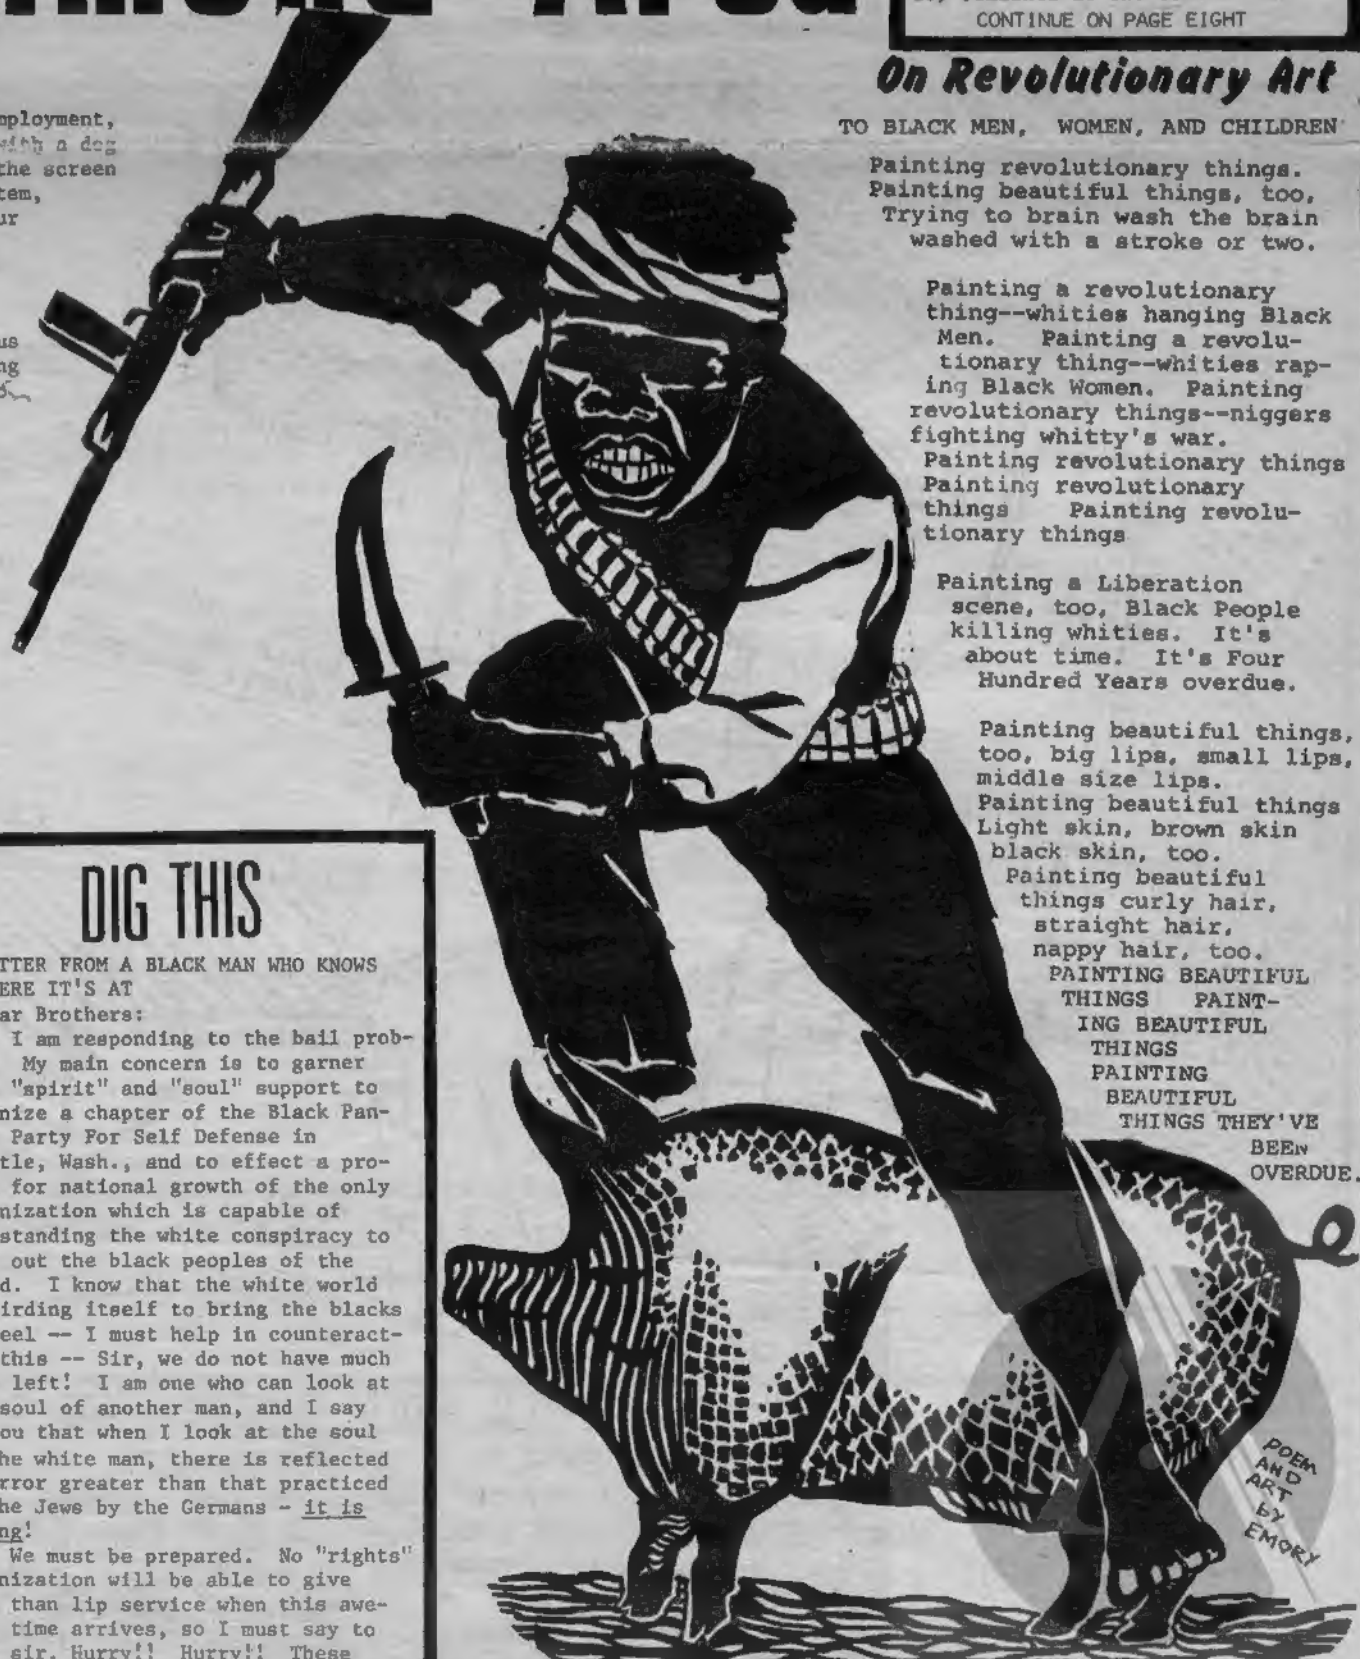 CONTINUE ON PAGE EIGHT
On Revolutionary Art
TO BLACK MEN, WOMEN, AND CHILDREN
Painting revolutionary things.
Painting beautiful things, too,
Trying to brain wash the brain
washed with a stroke or two.
Painting a revolutionary
thing--whities hanging Black
Men. Painting a revolu-
tionary thing--whities rap-
ing Black Women. Painting
revolutionary things--niggers
fighting whitty's war.
Painting revolutionary things
Painting revolutionary
things Painting revolu-
tionary things
Painting a Liberation
scene, too, Black People
killing whities. It's
about time. It's Four
Hundred Years overdue.
Painting beautiful things,
too, big lips, small lips,
middle size lips.
Painting beautiful things
Light skin, brown skin
black skin, too.
Painting beautiful
things curly hair,
straight hair,
nappy hair, too.
PAINTING BEAUTIFUL
THINGS PAINT-
ING BEAUTIFUL
THINGS
PAINTING
BEAUTIFUL
THINGS THEY'VE
BEEN
OVERDUE.
POEM
AND
ART
BY
EMORY
mployment,
with a dog
the screen
tem,
ur
us
ng
DIG THIS
TTER FROM A BLACK MAN WHO KNOWS
ERE IT'S AT
ar Brothers:
I am responding to the bail prob-
My main concern is to garner
"spirit" and "soul" support to
nize a chapter of the Black Pan-
Party For Self Defense in
tle, Wash., and to effect a pro-
for national growth of the only
nization which is capable of
standing the white conspiracy to
out the black peoples of the
d. I know that the white world
irding itself to bring the blacks
eel -- I must help in counteract-
this -- Sir, we do not have much
left! I am one who can look at
soul of another man, and I say
ou that when I look at the soul
he white man, there is reflected
rror greater than that practiced
he Jews by the Germans - it is
ng!
We must be prepared. No "rights"
nization will be able to give
than lip service when this awe-
time arrives, so I must say to
sir, Hurry!! Hurry!! These